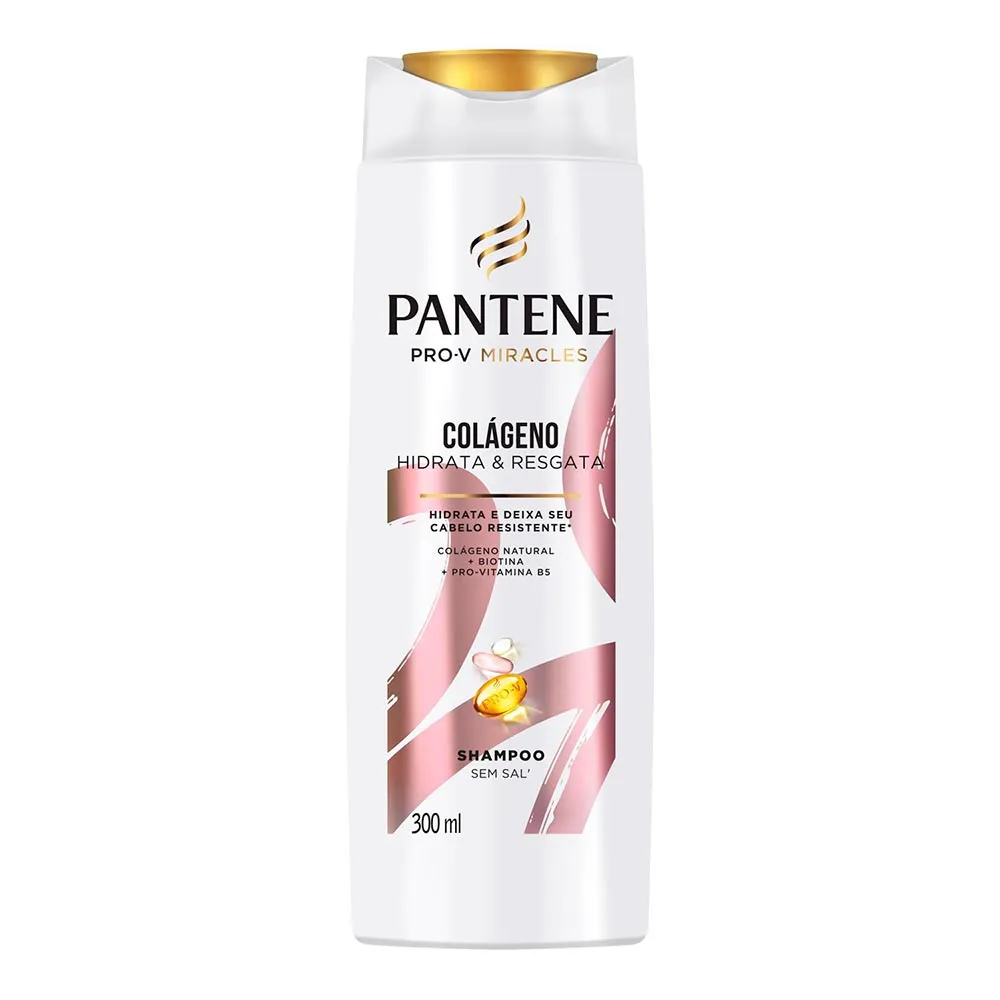 PANTENE
PRO-V MIRACLES
COLÁGENO
HIDRATA & RESGATA
HIDRATA E DEIXA SEU
CABELO RESISTENTE*
COLÁGENO NATURAL
+ BIOTINA
+ PRO-VITAMINA B5
PRO-V
SHAMPOO
SEM SAL'
300 ml